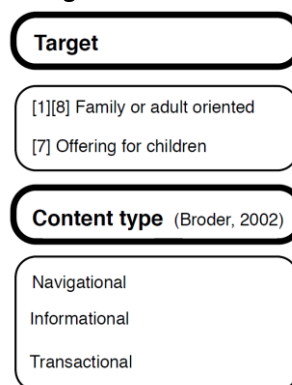 Target
[1][8] Family or adult oriented
[7] Offering for children
Content type (Broder, 2002)
Navigational
Informational
Transactional